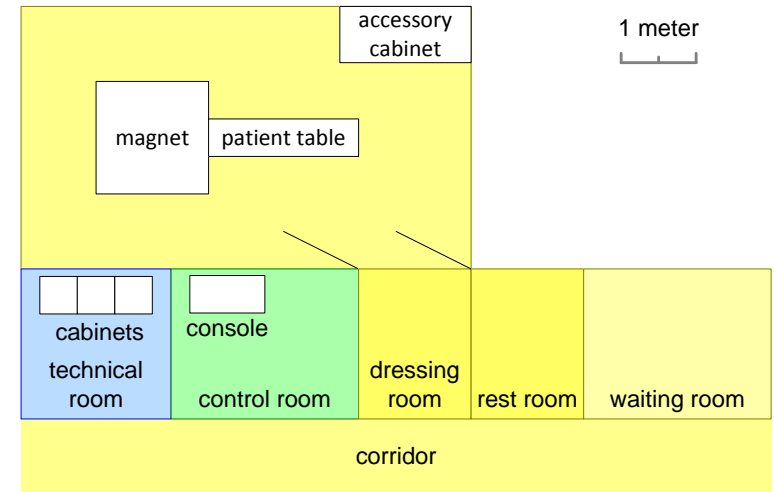 accessory
cabinet
1 meter
magnet
patient table
cabinets
console
technical
room
control room
dressing
room
rest room
waiting room
corridor